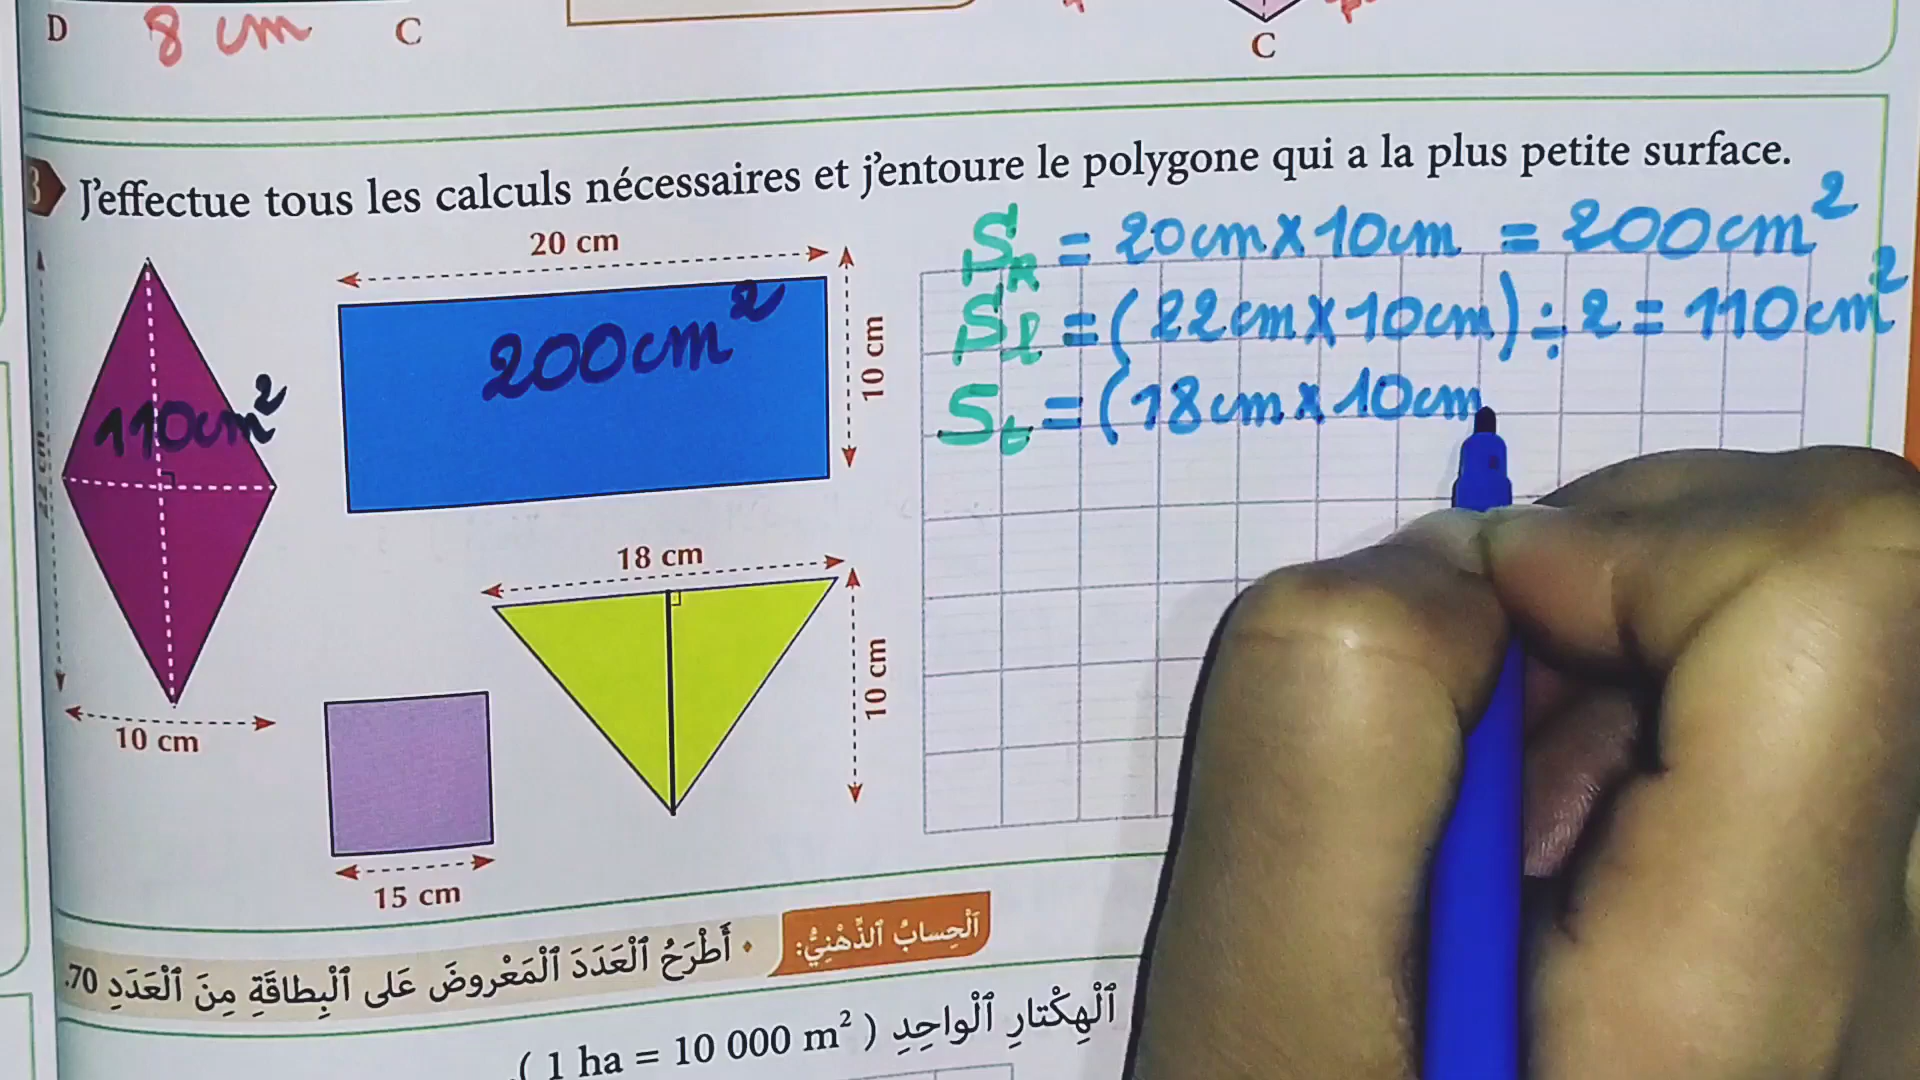 D 8 cm C
C
3 J'effectue tous les calculs nécessaires et j'entoure le polygone qui a la plus petite surface.
20 cm
10 cm
200cm²
22 cm
110cm²
10 cm
18 cm
10 cm
15 cm
S = 20cm×10cm = 200cm²
Sl = (22cm×10cm) ÷ 2 = 110cm²
St = (18cm×10cm
اَلْحِسابُ ٱلذِّهْنِيُّ:
• أَطْرَحُ ٱلْعَدَدَ ٱلْمَعْروضَ عَلى ٱلْبِطاقَةِ مِنَ ٱلْعَدَدِ 70.
ٱلْهِكْتارِ ٱلْواحِدِ ( 1 ha = 10 000 m² ).